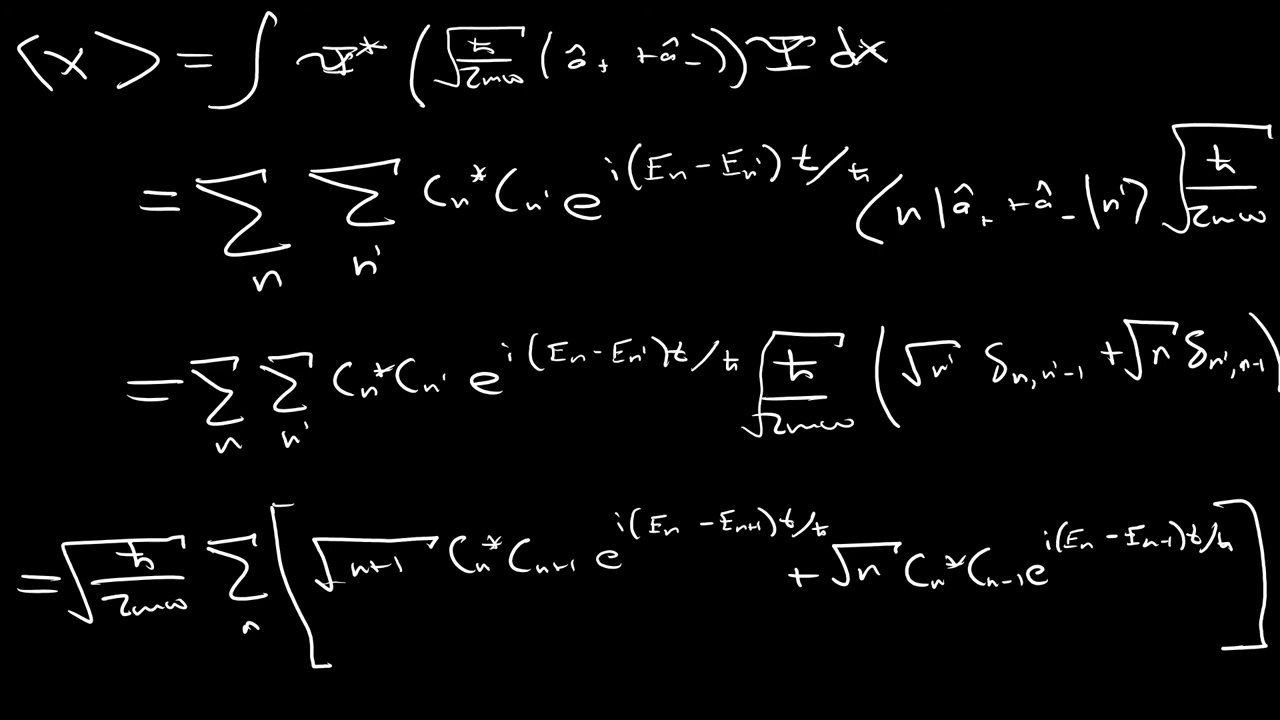 ⟨x⟩ = ∫ Ψ* (√(ħ/2mω) (â₊ + â₋)) Ψ dx
= Σ_n Σ_n' C_n* C_n' e^{i(E_n − E_n')t/ħ} ⟨n|â₊ + â₋|n'⟩ √(ħ/2mω)
= Σ_n Σ_n' C_n* C_n' e^{i(E_n − E_n')t/ħ} √(ħ/2mω) (√n' δ_{n,n'−1} + √n δ_{n',n−1})
= √(ħ/2mω) Σ_n [√(n+1) C_n* C_{n+1} e^{i(E_n − E_{n+1})t/ħ} + √n C_n* C_{n−1} e^{i(E_n − E_{n−1})t/ħ}]